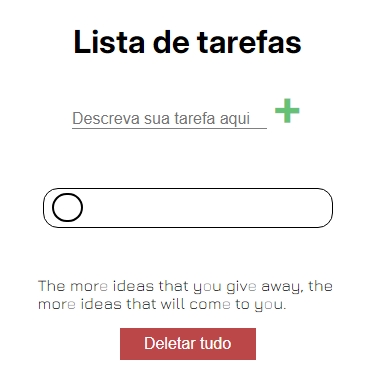 Lista de tarefas
Descreva sua tarefa aqui +
The more ideas that you give away, the
more ideas that will come to you.
Deletar tudo